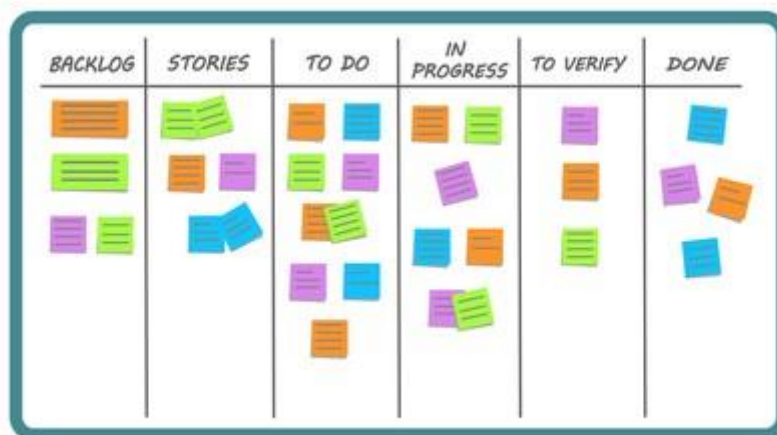 BACKLOG
STORIES
TO DO
IN
PROGRESS
TO VERIFY
DONE